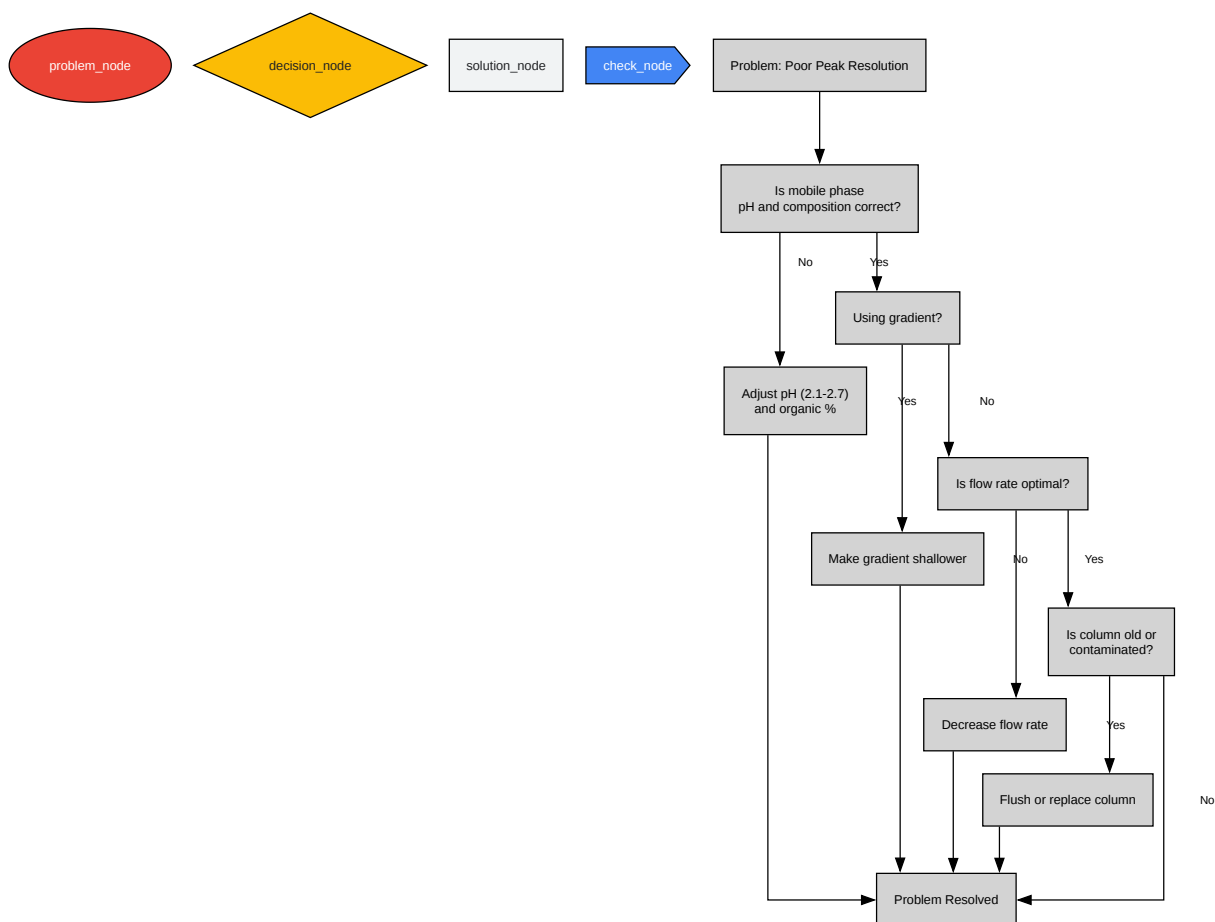 problem_node
decision_node
solution_node
check_node
Problem: Poor Peak Resolution
Is mobile phase
pH and composition correct?
No
Yes
Using gradient?
Adjust pH (2.1-2.7)
and organic %
Yes
No
Is flow rate optimal?
Make gradient shallower
No
Yes
Is column old or
contaminated?
Decrease flow rate
Yes
Flush or replace column
No
Problem Resolved